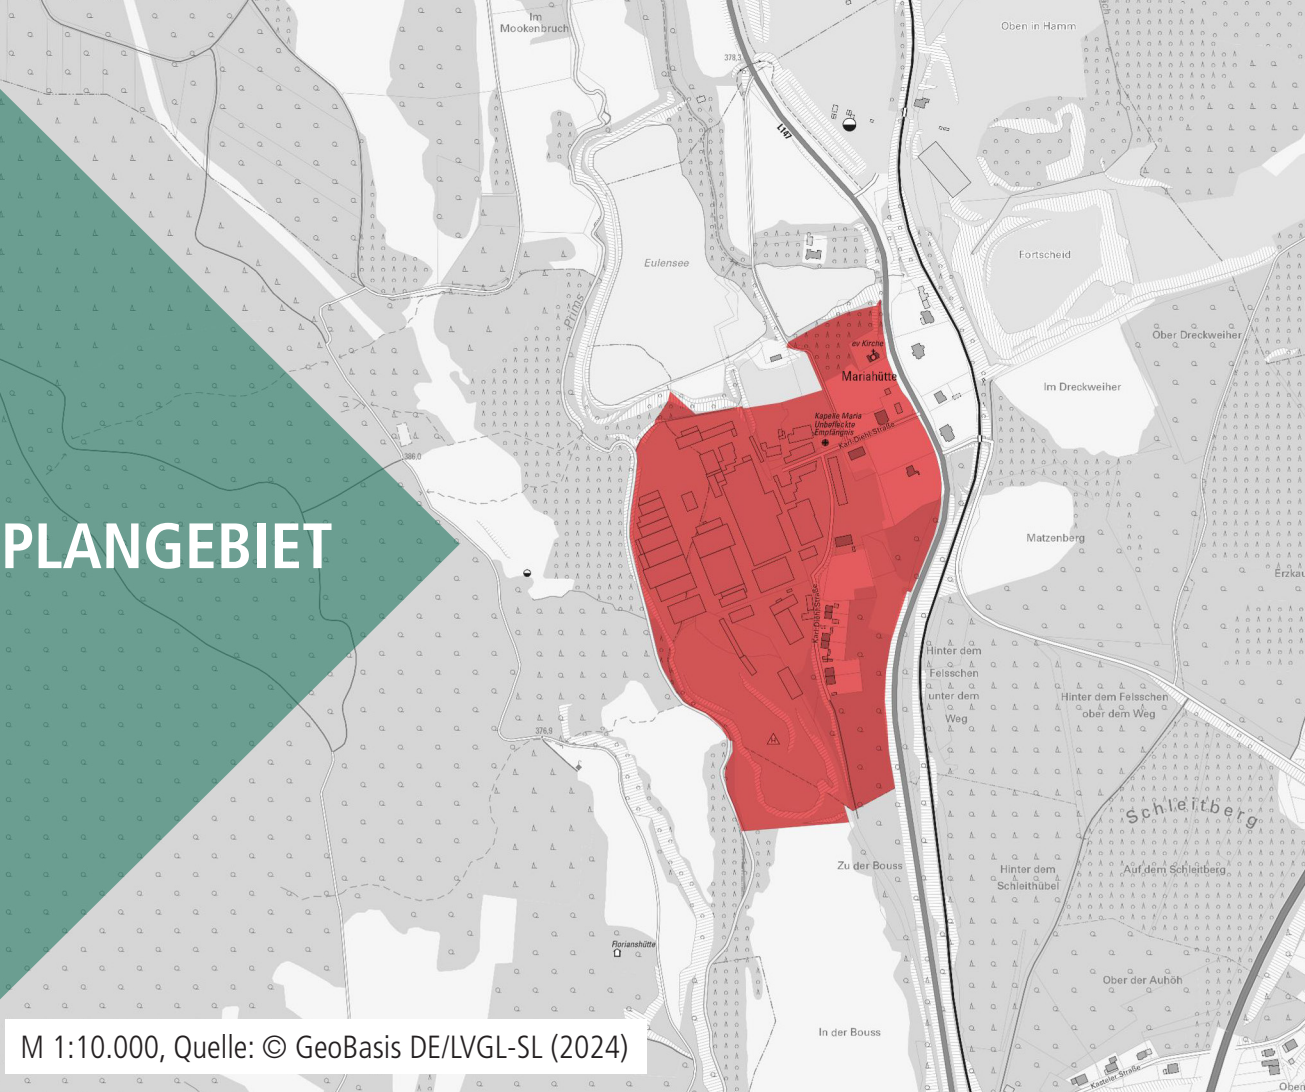 Im
Mookenbruch
Oben in Hamm
378,3
L147
Eulensee
Prims
Fortscheid
Ober Dreckweiher
Im Dreckweiher
ev Kirche
Mariahütte
Kapelle Maria
Unbefleckte
Empfängnis
Karl-Diehl-Straße
386,0
PLANGEBIET
Matzenberg
Karl-Diehl-Straße
Hinter dem
Felsschen
unter dem
Weg
Hinter dem Felsschen
ober dem Weg
376,9
Schleitberg
Zu der Bouss
Hinter dem
Schleithübel
Auf dem Schleitberg
Florianshütte
Ober der Auhöh
In der Bouss
M 1:10.000, Quelle: © GeoBasis DE/LVGL-SL (2024)
Kasteler Straße
Oben